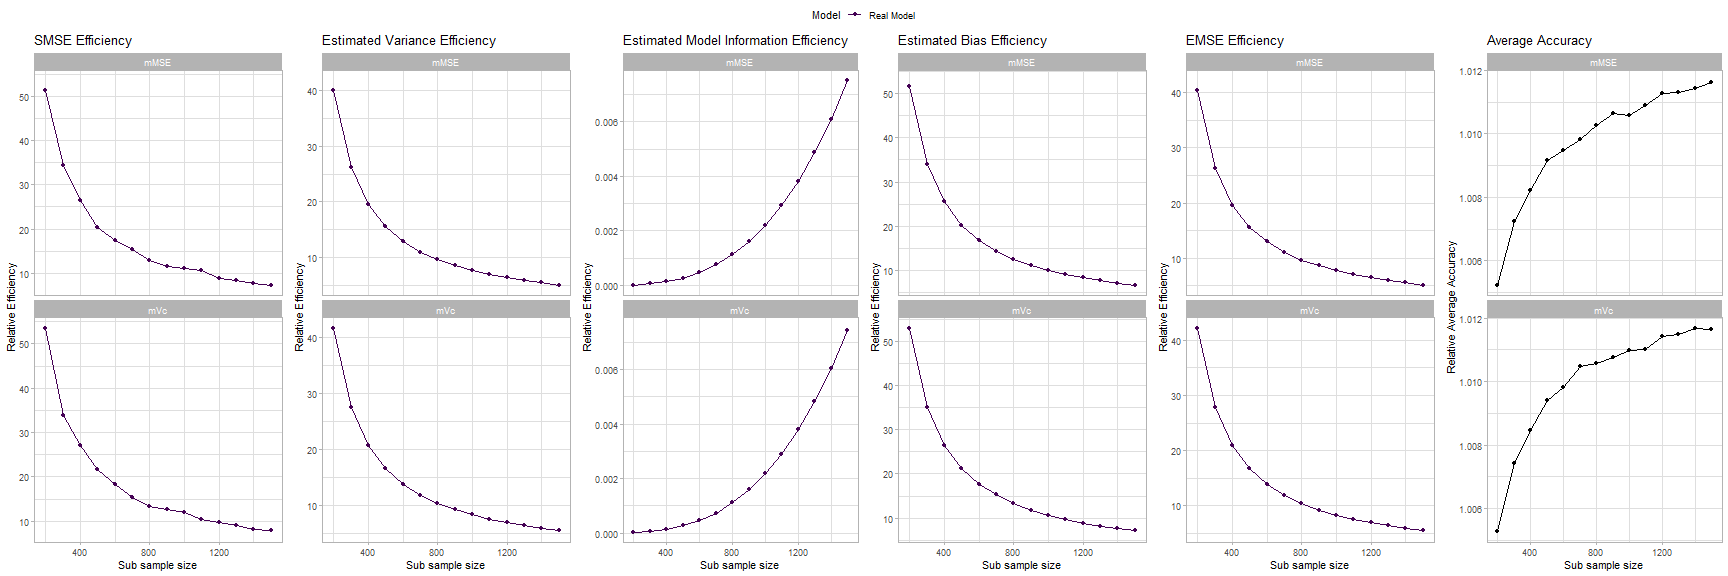 Model Real Model
SMSE Efficiency
Estimated Variance Efficiency
Estimated Model Information Efficiency
Estimated Bias Efficiency
EMSE Efficiency
Average Accuracy
mMSE
mMSE
mMSE
mMSE
mMSE
mMSE
50
40
30
20
10
40
30
20
10
0.006
0.004
0.002
0.000
50
40
30
20
10
40
30
20
10
1.012
1.010
1.008
1.006
Relative Efficiency
Relative Efficiency
Relative Efficiency
Relative Efficiency
Relative Efficiency
Relative Average Accuracy
mVc
mVc
mVc
mVc
mVc
mVc
50
40
30
20
10
40
30
20
10
0.006
0.004
0.002
0.000
50
40
30
20
10
40
30
20
10
1.012
1.010
1.008
1.006
400 800 1200
400 800 1200
400 800 1200
400 800 1200
400 800 1200
400 800 1200
Sub sample size
Sub sample size
Sub sample size
Sub sample size
Sub sample size
Sub sample size